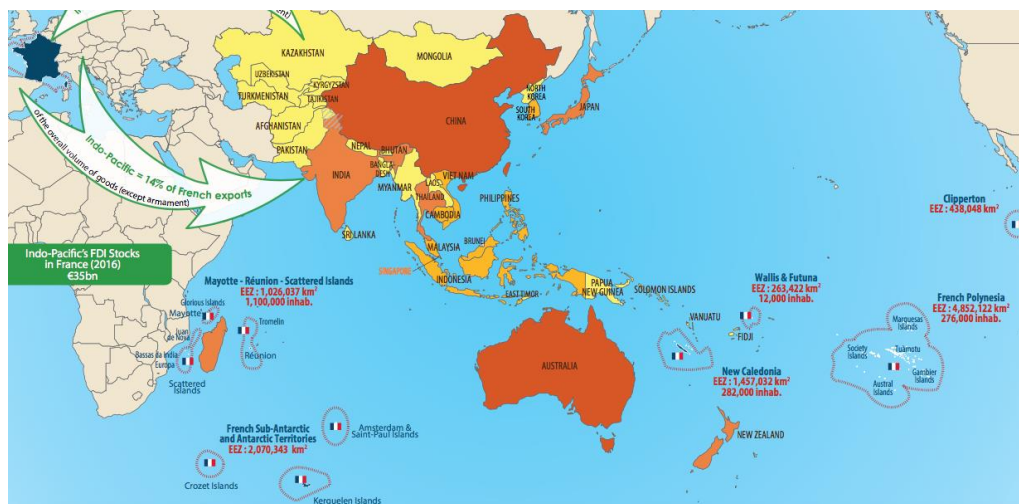 ent)
KAZAKHSTAN
MONGOLIA
UZBEKISTAN
KYRGYZSTAN
TURKMENISTAN
TAJIKISTAN
NORTH
KOREA
SOUTH
KOREA
JAPAN
CHINA
AFGHANISTAN
PAKISTAN
NEPAL
BHUTAN
INDIA
BANGLA-
DESH
MYANMAR
LAOS
VIET NAM
THAILAND
CAMBODIA
PHILIPPINES
SRI LANKA
MALAYSIA
BRUNEI
SINGAPORE
INDONESIA
EAST TIMOR
PAPUA
NEW GUINEA
SOLOMON ISLANDS
VANUATU
FIDJI
AUSTRALIA
NEW ZEALAND
Indo-Pacific = 14% of French exports
of the overall volume of goods (except armament)
Indo-Pacific's FDI Stocks
in France (2016)
€35bn
Mayotte - Réunion - Scattered islands
EEZ : 1,026,037 km²
1,100,000 inhab.
Glorious Islands
Mayotte
Juan
de Nova
Tromelin
Bassas da India
Europa
Réunion
Scattered
Islands
French Sub-Antarctic
and Antarctic Territories
EEZ : 2,070,343 km²
Amsterdam &
Saint-Paul Islands
Crozet Islands
Kerguelen Islands
Clipperton
EEZ : 438,048 km²
Wallis & Futuna
EEZ : 263,422 km²
12,000 inhab.
French Polynesia
EEZ : 4,852,122 km²
276,000 inhab.
Marquesas
Islands
Society
Islands
Tuamotu
Gambier
Islands
Austral
Islands
New Caledonia
EEZ : 1,457,032 km²
282,000 inhab.